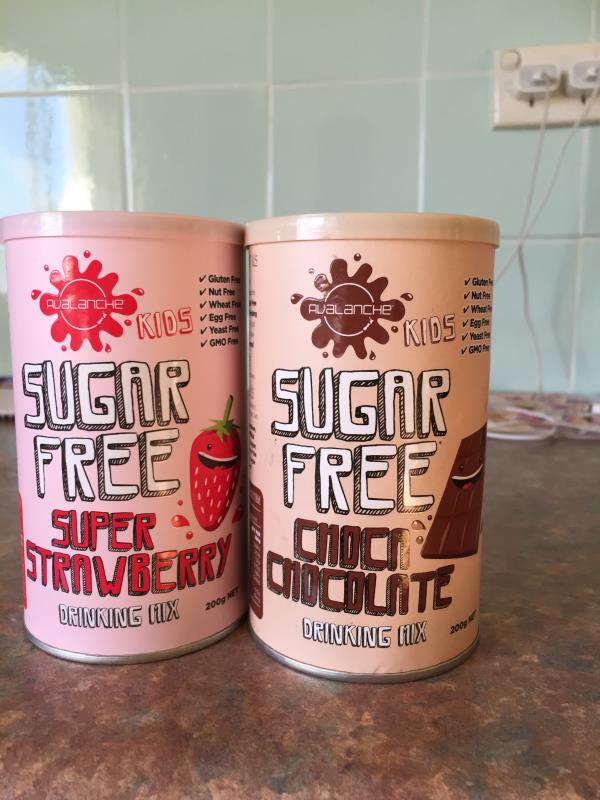 AVALANCHE
KIDS
✓ Gluten Free
✓ Nut Free
✓ Wheat Free
✓ Egg Free
✓ Yeast Free
✓ GMO Free
SUGAR
FREE
SUPER
STRAWBERRY
DRINKING MIX
200g NET
AVALANCHE
KIDS
✓ Gluten Free
✓ Nut Free
✓ Wheat Free
✓ Egg Free
✓ Yeast Free
✓ GMO Free
SUGAR
FREE
CHOCA
CHOCOLATE
DRINKING MIX
200g NET